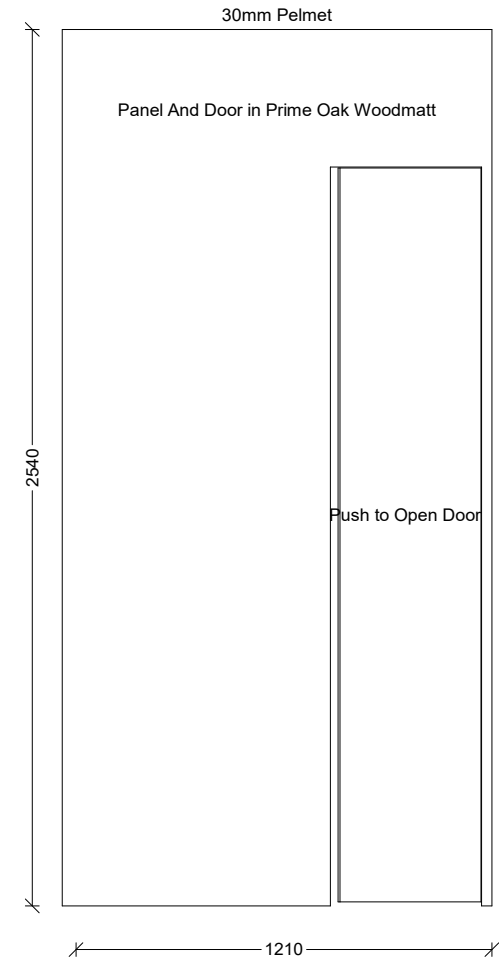 30mm Pelmet
Panel And Door in Prime Oak Woodmatt
2540
Push to Open Door
1210